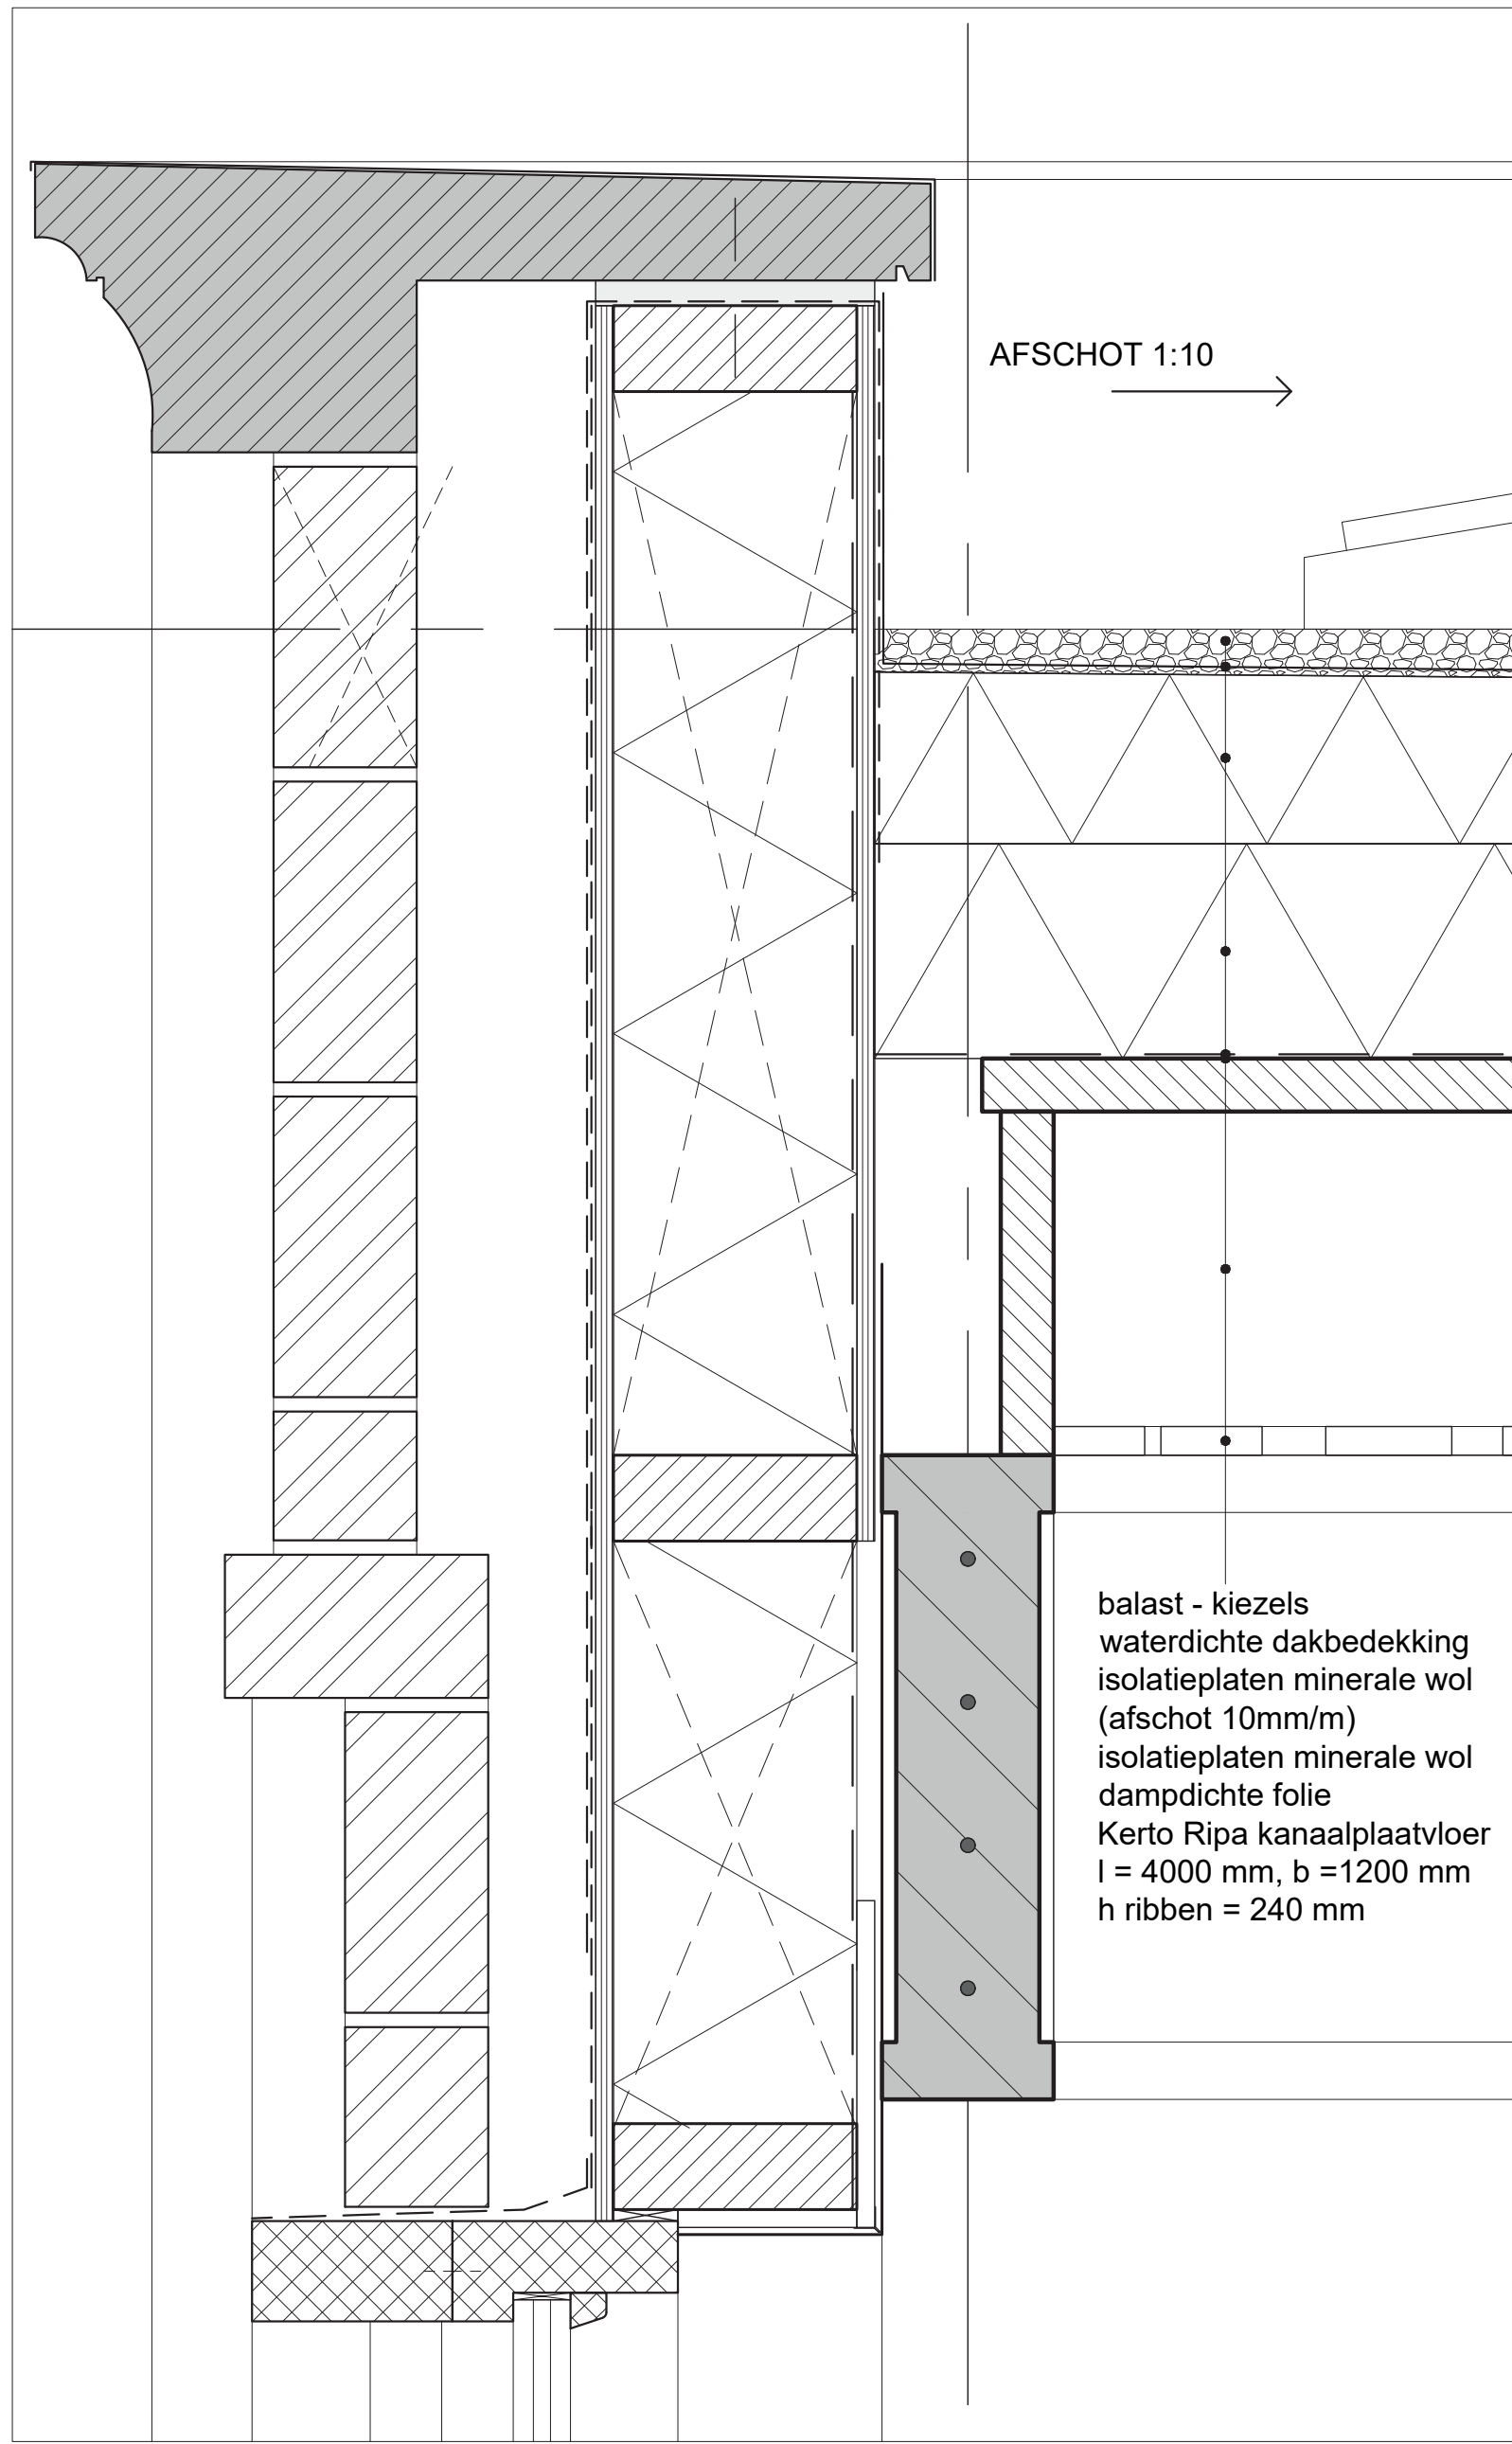 AFSCHOT 1:10
balast - kiezels
waterdichte dakbedekking
isolatieplaten minerale wol
(afschot 10mm/m)
isolatieplaten minerale wol
dampdichte folie
Kerto Ripa kanaalplaatvloer
l = 4000 mm, b =1200 mm
h ribben = 240 mm